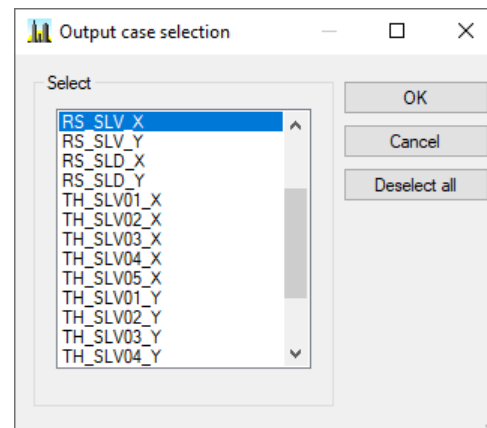 Output case selection
Select
RS_SLV_X
RS_SLV_Y
RS_SLD_X
RS_SLD_Y
TH_SLV01_X
TH_SLV02_X
TH_SLV03_X
TH_SLV04_X
TH_SLV05_X
TH_SLV01_Y
TH_SLV02_Y
TH_SLV03_Y
TH_SLV04_Y
OK
Cancel
Deselect all